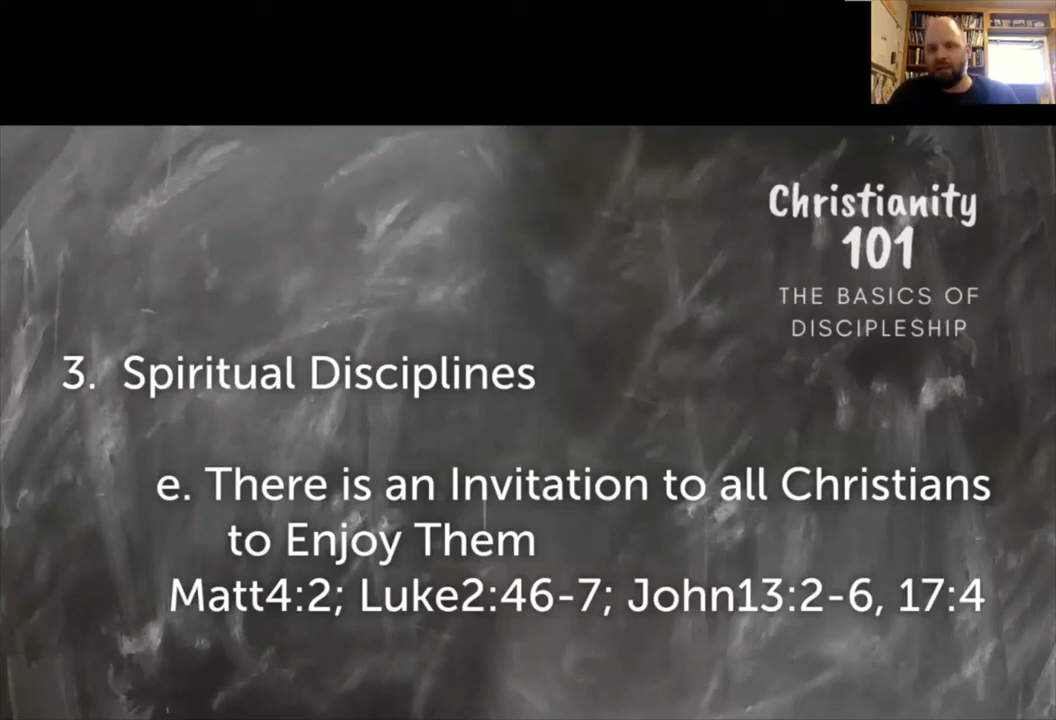 Christianity
101
THE BASICS OF
DISCIPLESHIP
3. Spiritual Disciplines
e. There is an Invitation to all Christians
to Enjoy Them
Matt4:2; Luke2:46-7; John13:2-6, 17:4